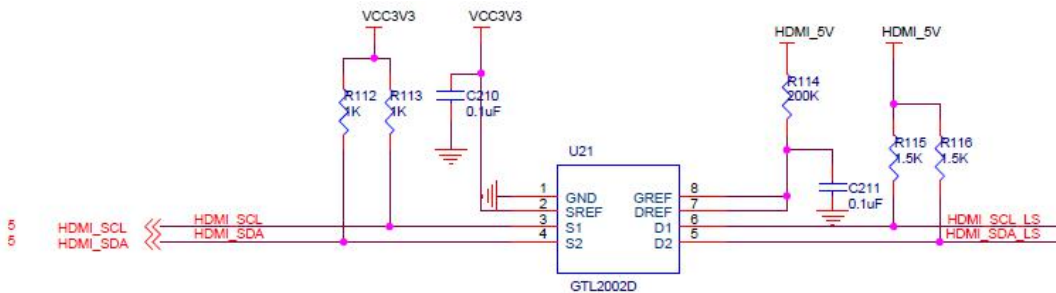 VCC3V3 VCC3V3
HDMI_5V HDMI_5V
R114
200K
R112 R113 C210
1K 1K 0.1uF
R115 R116
1.5K 1.5K
U21
C211
0.1uF
1 GND GREF 8
2 SREF DREF 7
3 S1 D1 6
4 S2 D2 5
5 HDMI_SCL HDMI_SCL HDMI_SCL_LS
5 HDMI_SDA HDMI_SDA HDMI_SDA_LS
GTL2002D